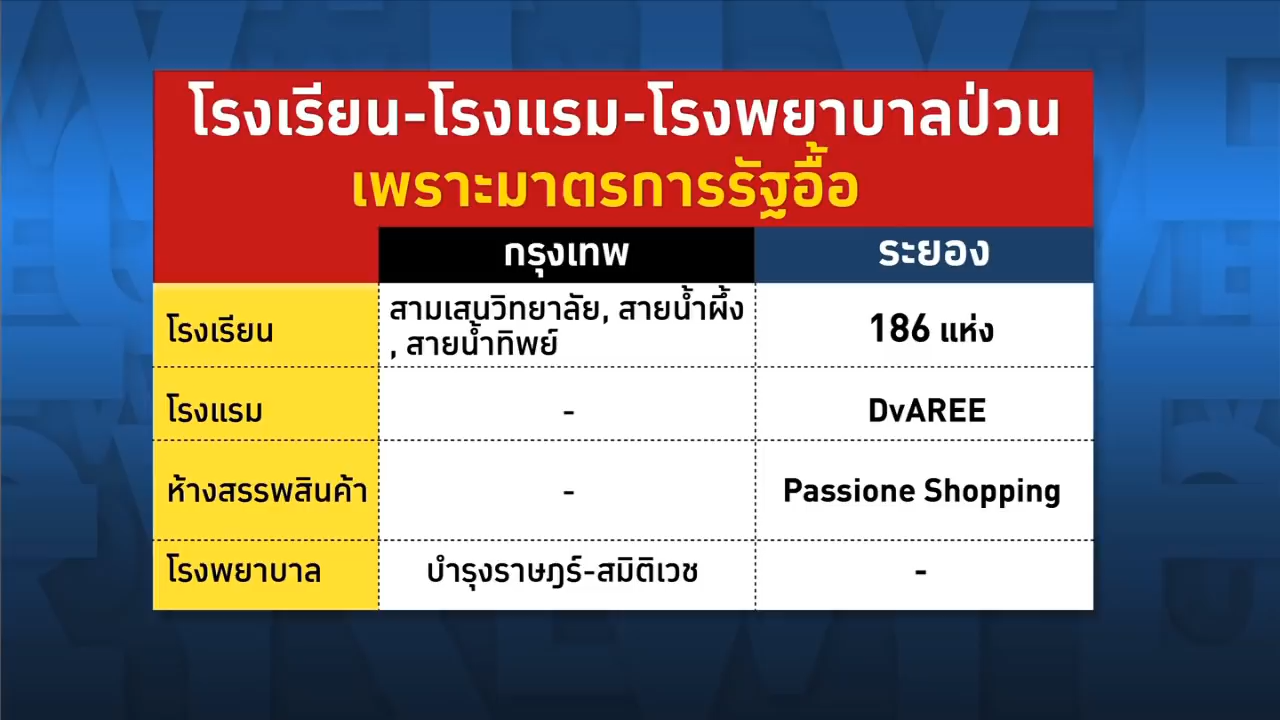 โรงเรียน-โรงแรม-โรงพยาบาลป่วน
เพราะมาตรการรัฐอื้อ
กรุงเทพ ระยอง
โรงเรียน สามเสนวิทยาลัย, สายน้ำผึ้ง 186 แห่ง
, สายน้ำทิพย์
โรงแรม - DvAREE
ห้างสรรพสินค้า - Passione Shopping
โรงพยาบาล บำรุงราษฎร์-สมิติเวช -